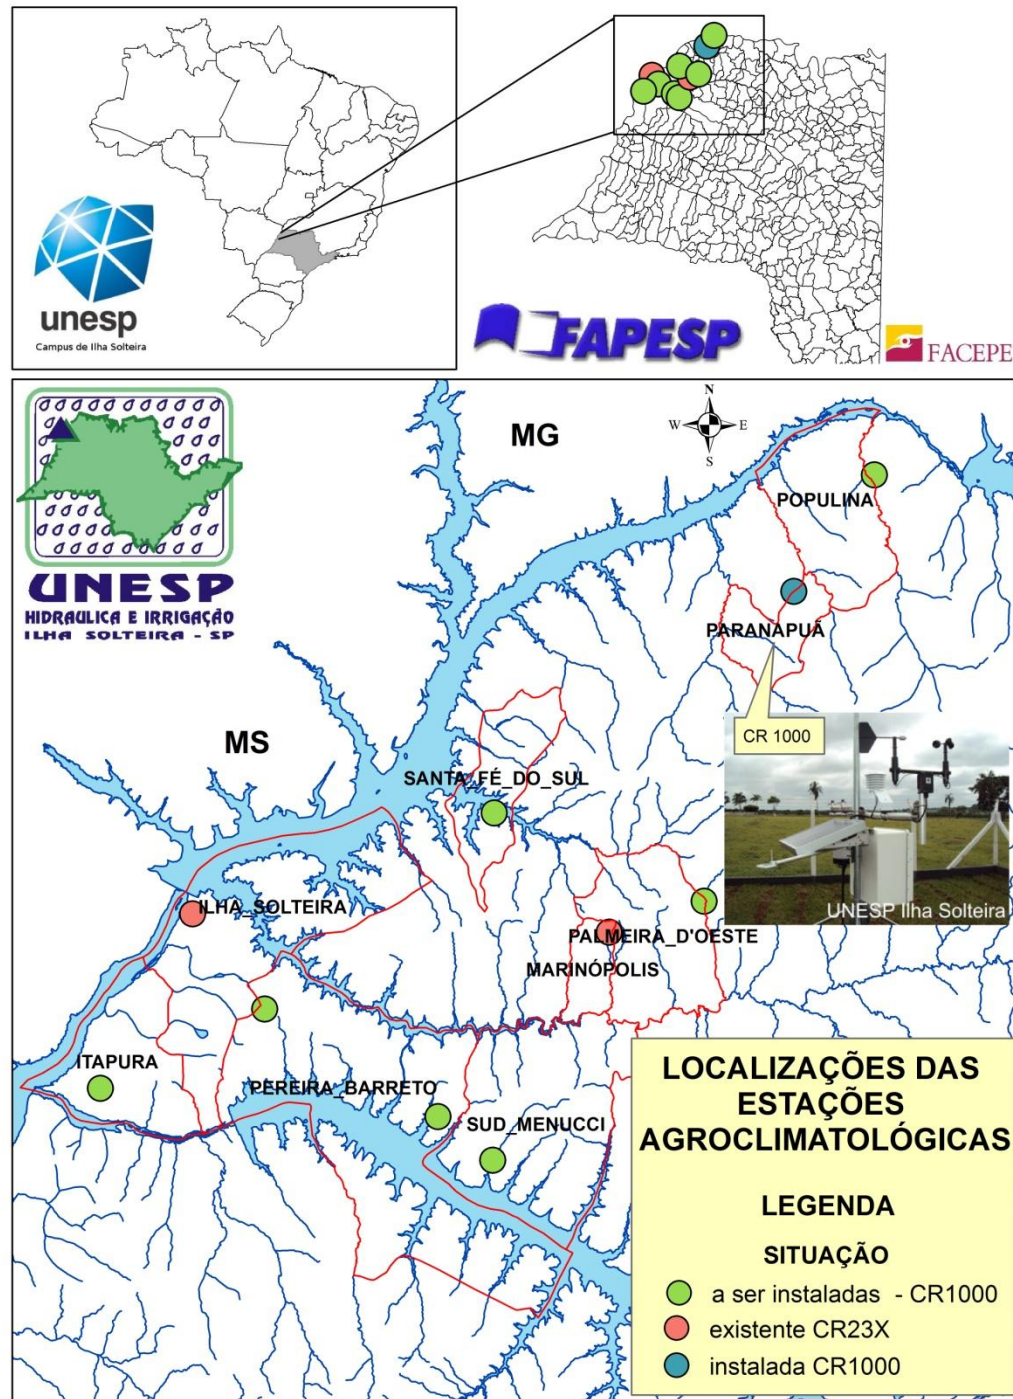 unesp
Campus de Ilha Solteira
FAPESP
FACEPE
UNESP
HIDRAULICA E IRRIGAÇÃO
ILHA SOLTEIRA - SP
MG
N
W
E
S
POPULINA
PARANAPUÃ
CR 1000
MS
SANTA_FÉ_DO_SUL
ILHA_SOLTEIRA
PALMEIRA_D'OESTE
MARINÓPOLIS
UNESP Ilha Solteira
ITAPURA
PEREIRA_BARRETO
SUD_MENUCCI
LOCALIZAÇÕES DAS
ESTAÇÕES
AGROCLIMATOLÓGICAS
LEGENDA
SITUAÇÃO
a ser instaladas - CR1000
existente CR23X
instalada CR1000